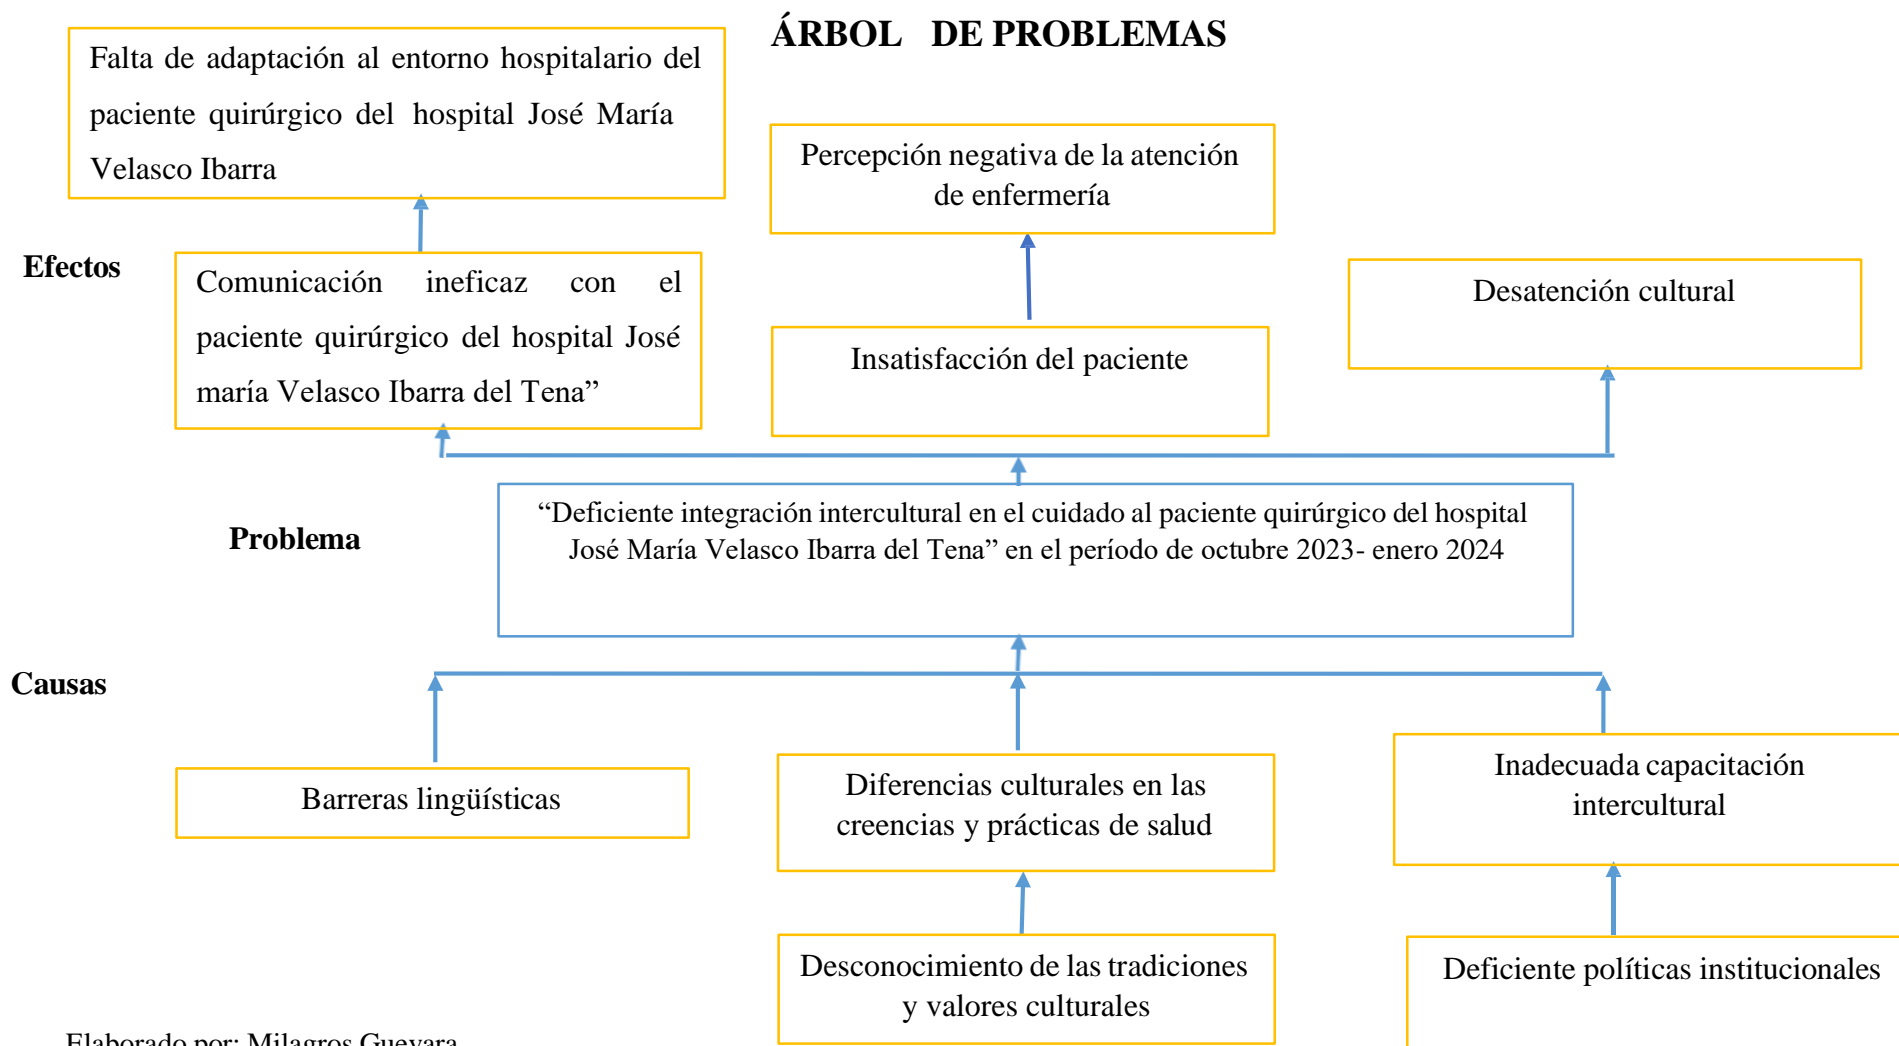 ÁRBOL DE PROBLEMAS
Falta de adaptación al entorno hospitalario del
paciente quirúrgico del hospital José María
Velasco Ibarra
Percepción negativa de la atención
de enfermería
Efectos
Comunicación ineficaz con el
paciente quirúrgico del hospital José
maría Velasco Ibarra del Tena”
Insatisfacción del paciente
Desatención cultural
Problema
“Deficiente integración intercultural en el cuidado al paciente quirúrgico del hospital
José María Velasco Ibarra del Tena” en el período de octubre 2023- enero 2024
Causas
Barreras lingüísticas
Diferencias culturales en las
creencias y prácticas de salud
Inadecuada capacitación
intercultural
Desconocimiento de las tradiciones
y valores culturales
Deficiente políticas institucionales
Elaborado por: Milagros Guevara